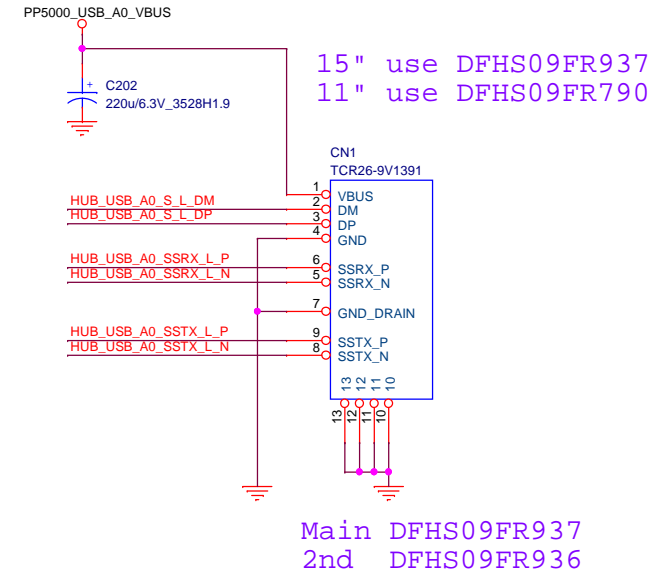 PP5000_USB_A0_VBUS
15" use DFHS09FR937
11" use DFHS09FR790
+
C202
220u/6.3V_3528H1.9
CN1
TCR26-9V1391
1 VBUS
HUB_USB_A0_S_L_DM 2 DM
HUB_USB_A0_S_L_DP 3 DP
4 GND
HUB_USB_A0_SSRX_L_P 6 SSRX_P
HUB_USB_A0_SSRX_L_N 5 SSRX_N
7 GND_DRAIN
HUB_USB_A0_SSTX_L_P 9 SSTX_P
HUB_USB_A0_SSTX_L_N 8 SSTX_N
13 12 11 10
13 12 11 10
Main DFHS09FR937
2nd DFHS09FR936